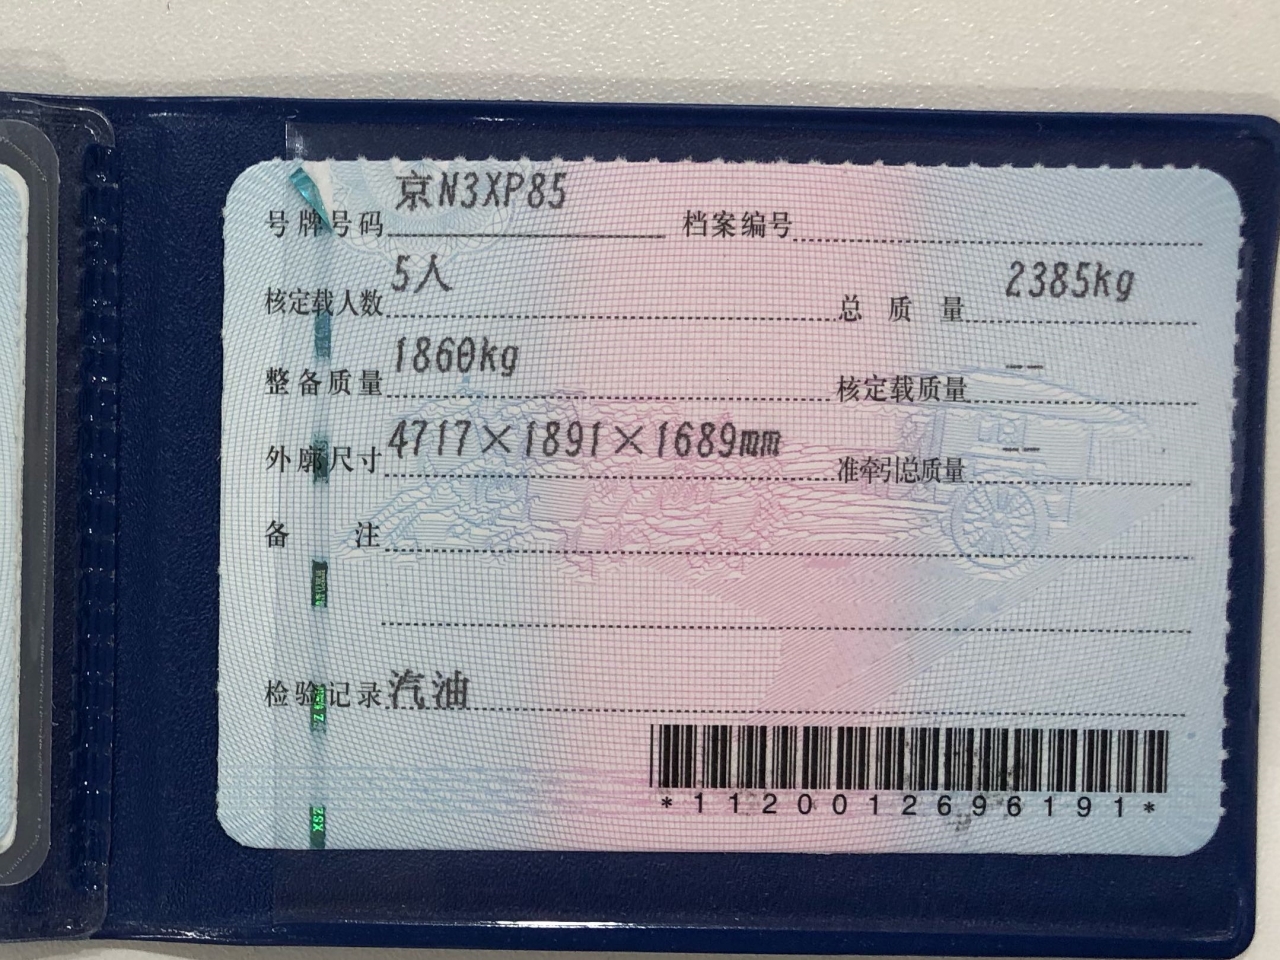 号牌号码 京N3XP85 档案编号
核定载人数 5人 总质量 2385kg
整备质量 1860kg 核定载质量 --
外廓尺寸 4717×1891×1689mm 准牵引总质量 --
备注
检验记录 汽油
*1120012696191*
XSZ